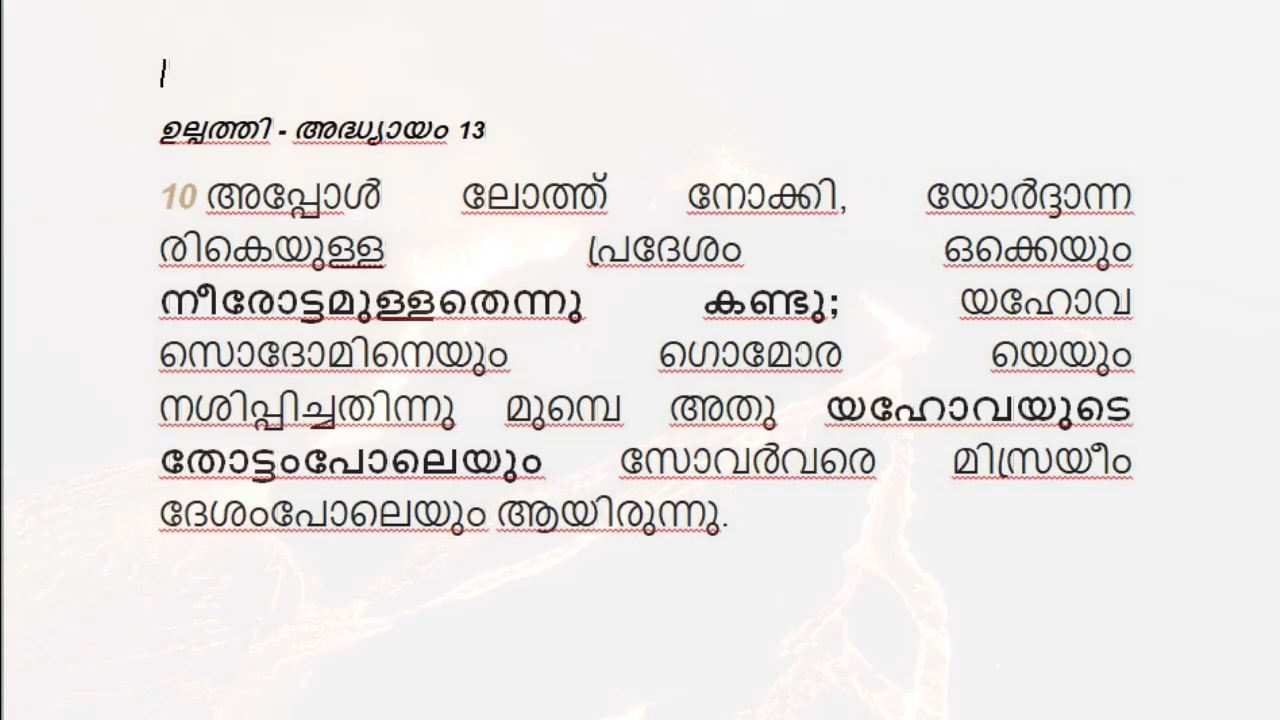 ഉല്പത്തി - അദ്ധ്യായം 13
10 അപ്പോൾ ലോത്ത് നോക്കി, യോർദ്ദാന്ന
രികെയുള്ള പ്രദേശം ഒക്കെയും
നീരോട്ടമുള്ളതെന്നു കണ്ടു; യഹോവ
സൊദോമിനെയും ഗൊമോര യെയും
നശിപ്പിച്ചതിന്നു മുമ്പെ അതു യഹോവയുടെ
തോട്ടംപോലെയും സോവർവരെ മിസ്രയീം
ദേശംപോലെയും ആയിരുന്നു.